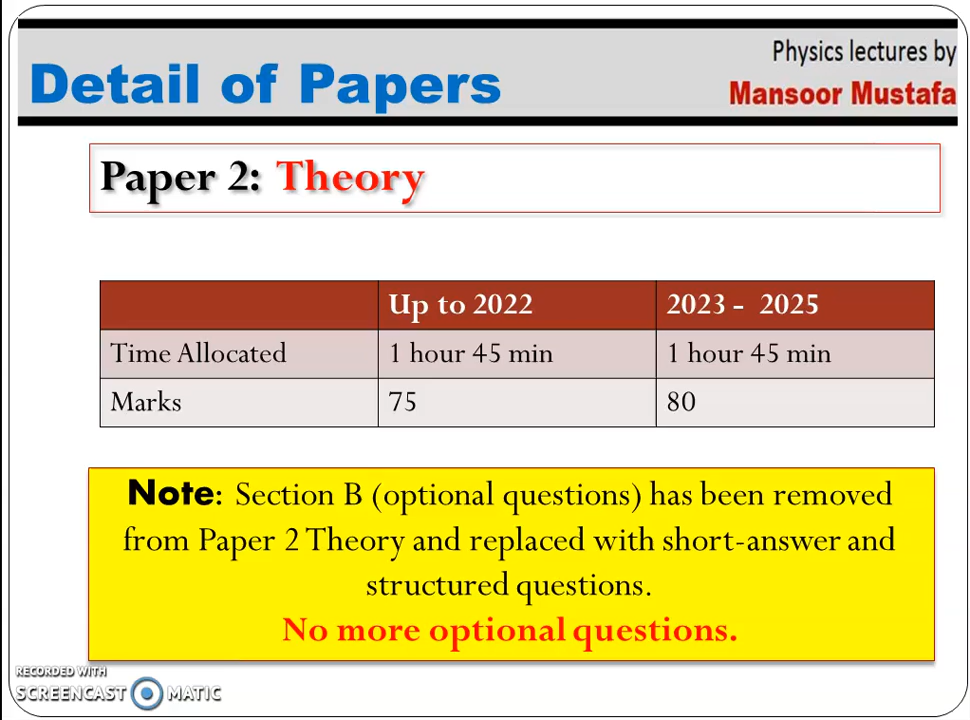 Physics lectures by
Detail of Papers
Mansoor Mustafa
Paper 2: Theory
Up to 2022 2023 - 2025
Time Allocated 1 hour 45 min 1 hour 45 min
Marks 75 80
Note: Section B (optional questions) has been removed
from Paper 2 Theory and replaced with short-answer and
structured questions.
No more optional questions.
RECORDED WITH
SCREENCAST MATIC